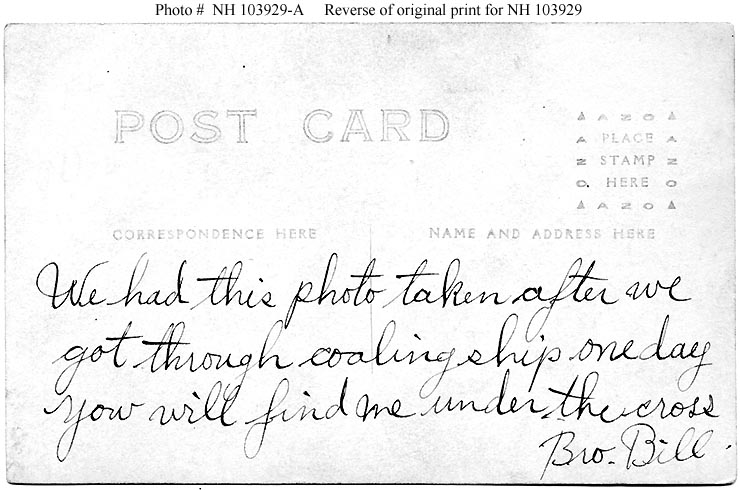 Photo # NH 103929-A Reverse of original print for NH 103929
POST CARD
AZO
PLACE
STAMP
HERE
AZO
CORRESPONDENCE HERE
NAME AND ADDRESS HERE
We had this photo taken after we
got through coaling ship one day
you will find me under the cross
Bro. Bill.